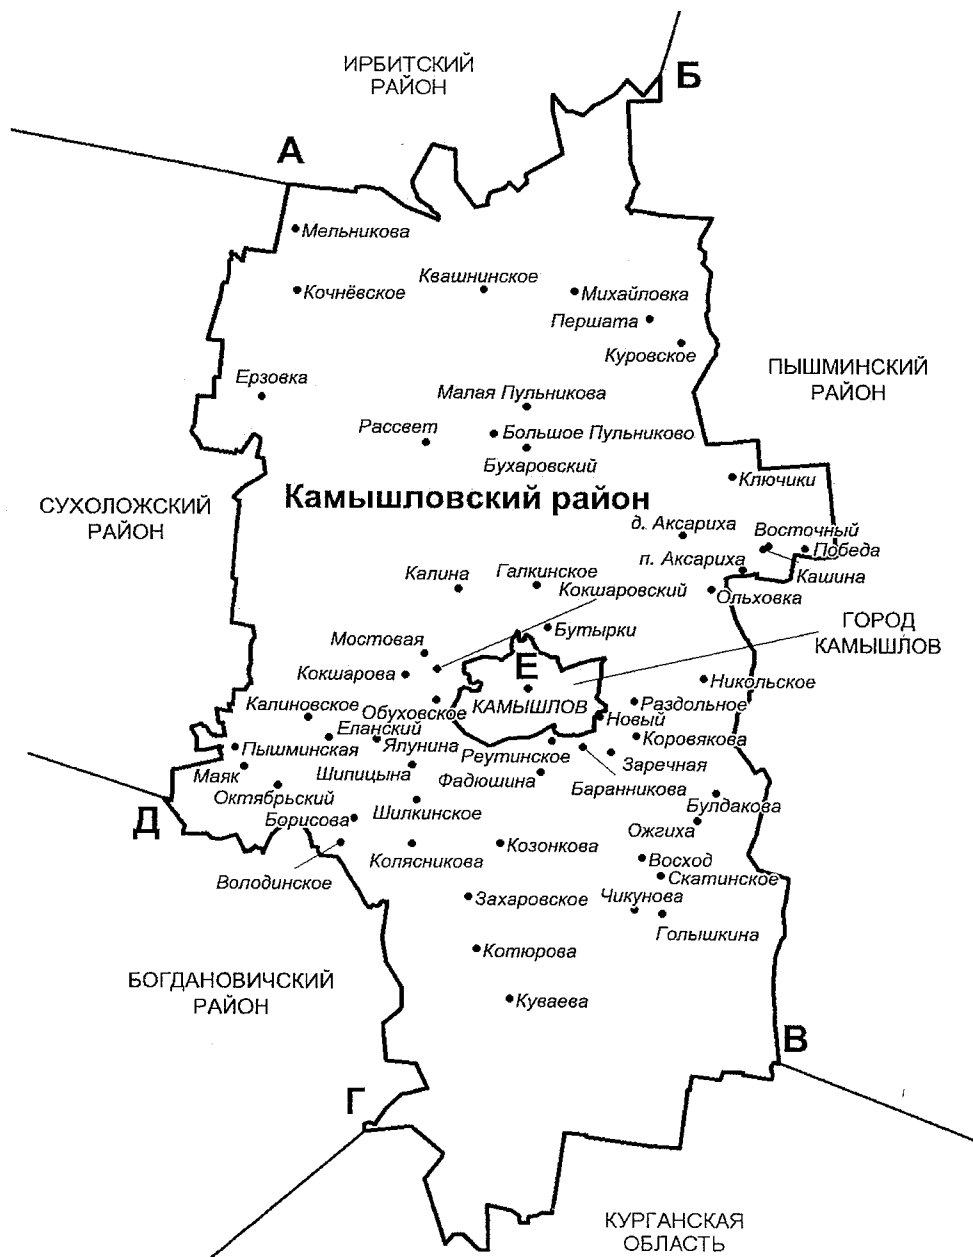 ИРБИТСКИЙ
РАЙОН
Б
А
Мельникова
Квашнинское
Кочнёвское
Михайловка
Першата
Куровское
ПЫШМИНСКИЙ
РАЙОН
Ерзовка
Малая Пульникова
Рассвет
Большое Пульниково
Бухаровский
Ключики
Камышловский район
СУХОЛОЖСКИЙ
РАЙОН
д. Аксариха
Восточный
Победа
п. Аксариха
Кашина
Калина
Галкинское
Кокшаровский
Ольховка
ГОРОД
КАМЫШЛОВ
Бутырки
Мостовая
Е
Кокшарова
Никольское
КАМЫШЛОВ
Раздольное
Калиновское
Обуховское
Новый
Еланский
Коровякова
Пышминская
Ялунина
Реутинское
Заречная
Маяк
Шипицына
Фадюшина
Баранникова
Октябрьский
Булдакова
Д
Борисова
Шилкинское
Ожгиха
Колясникова
Козонкова
Восход
Володинское
Скатинское
Чикунова
Захаровское
Голышкина
Котюрова
БОГДАНОВИЧСКИЙ
РАЙОН
Куваева
В
Г
КУРГАНСКАЯ
ОБЛАСТЬ